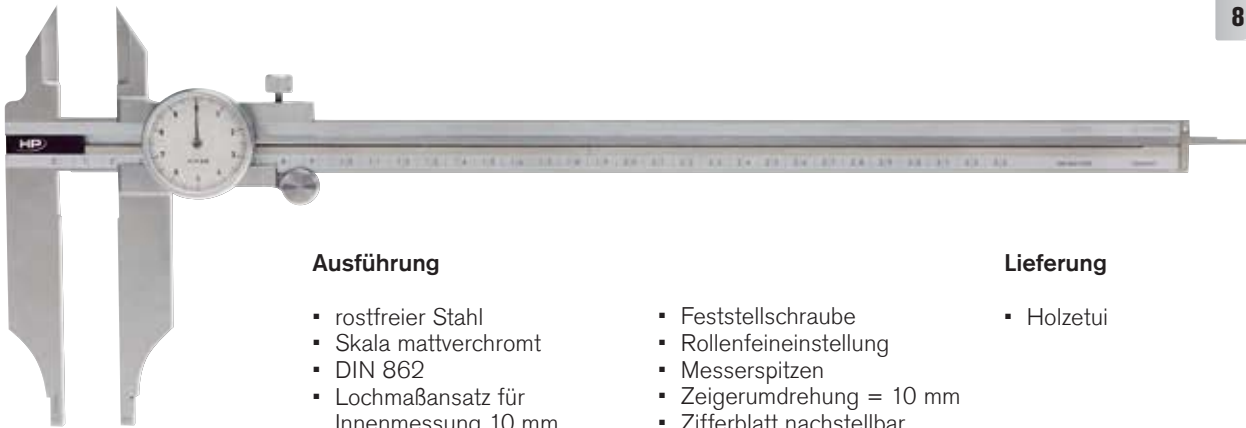 8
HP
Ausführung
▪ rostfreier Stahl
▪ Skala mattverchromt
▪ DIN 862
▪ Lochmaßansatz für
Innenmessung 10 mm
▪ Feststellschraube
▪ Rollenfeineinstellung
▪ Messerspitzen
▪ Zeigerumdrehung = 10 mm
▪ Zifferblatt nachstellbar
Lieferung
▪ Holzetui